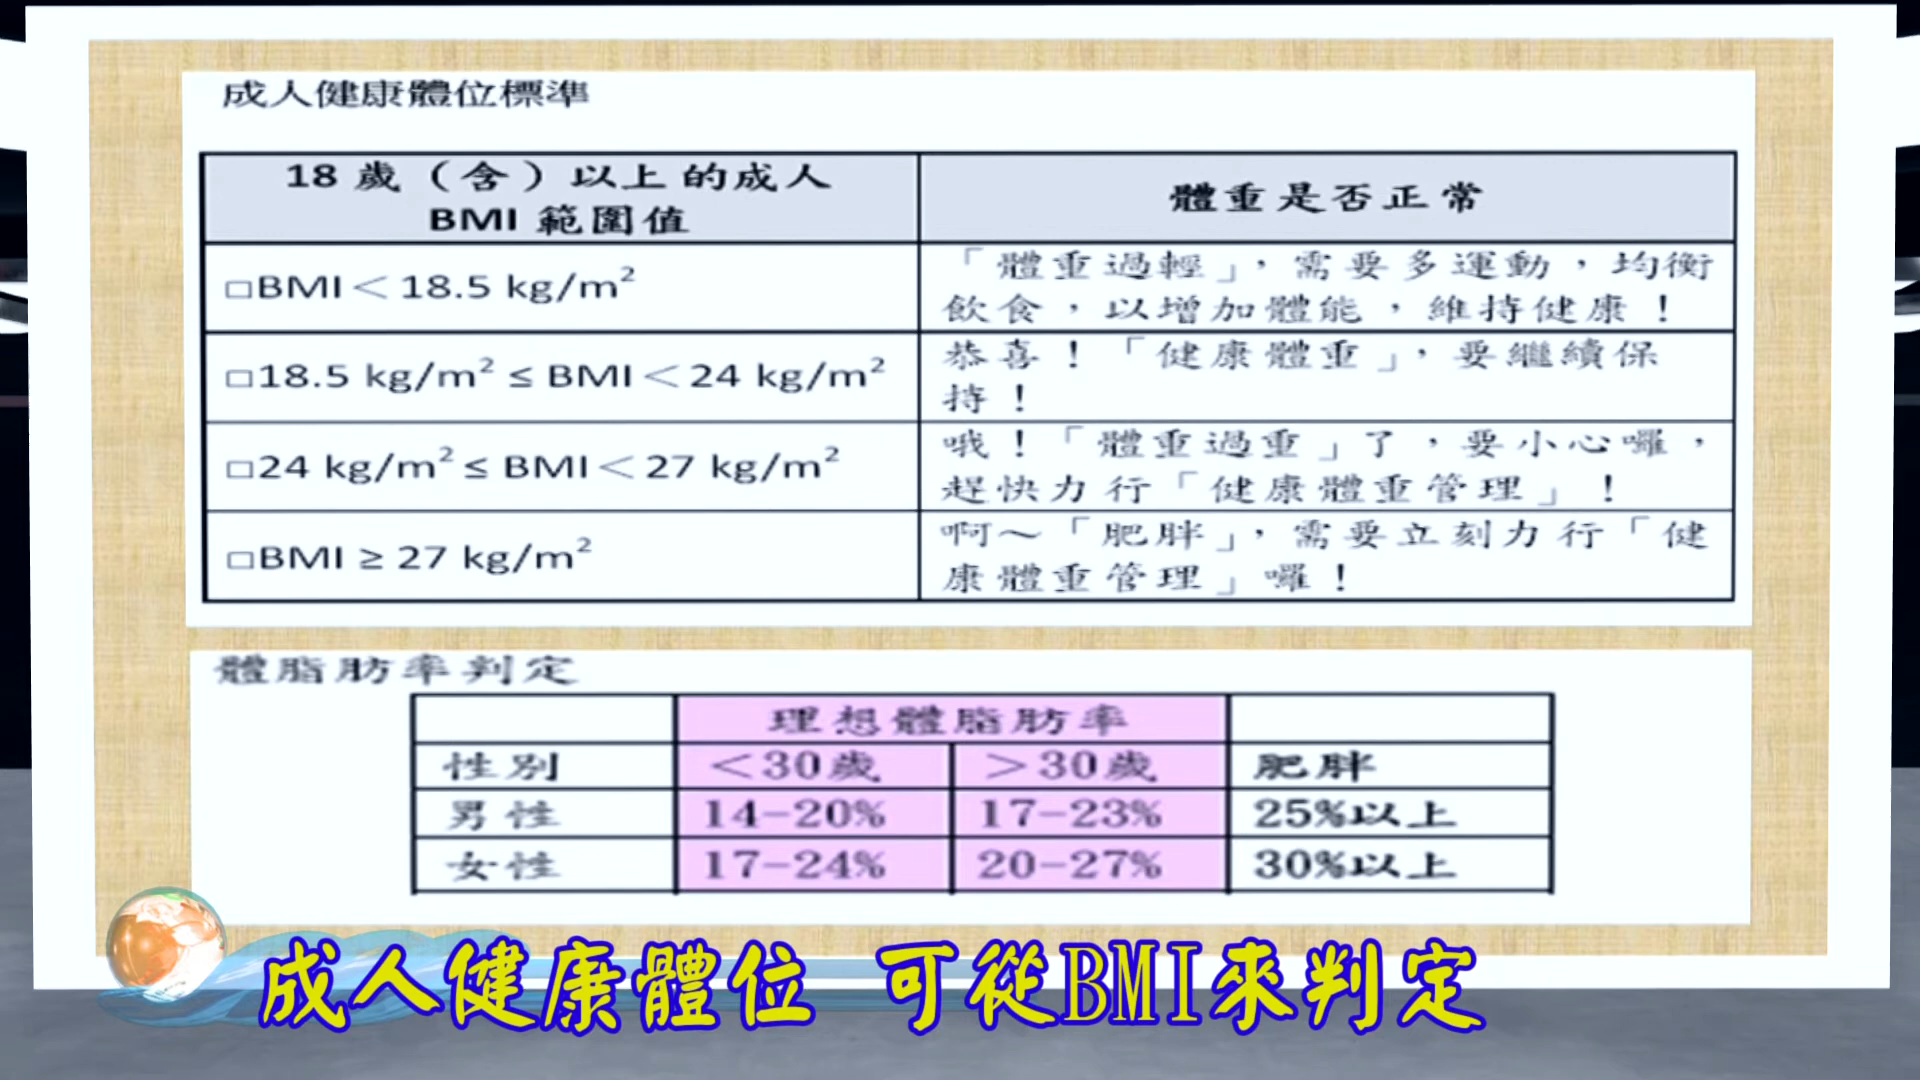 成人健康體位標準
18 歲（含）以上的成人
BMI 範圍值
體重是否正常
□BMI＜18.5 kg/m²
「體重過輕」，需要多運動，均衡
飲食，以增加體能，維持健康！
□18.5 kg/m² ≤ BMI＜24 kg/m²
恭喜！「健康體重」，要繼續保
持！
□24 kg/m² ≤ BMI＜27 kg/m²
哦！「體重過重」了，要小心囉，
趕快力行「健康體重管理」！
□BMI ≥ 27 kg/m²
啊～「肥胖」，需要立刻力行「健
康體重管理」囉！
體脂肪率判定
理想體脂肪率
性別 ＜30歲 ＞30歲 肥胖
男性 14-20% 17-23% 25%以上
女性 17-24% 20-27% 30%以上
成人健康體位 可從BMI來判定